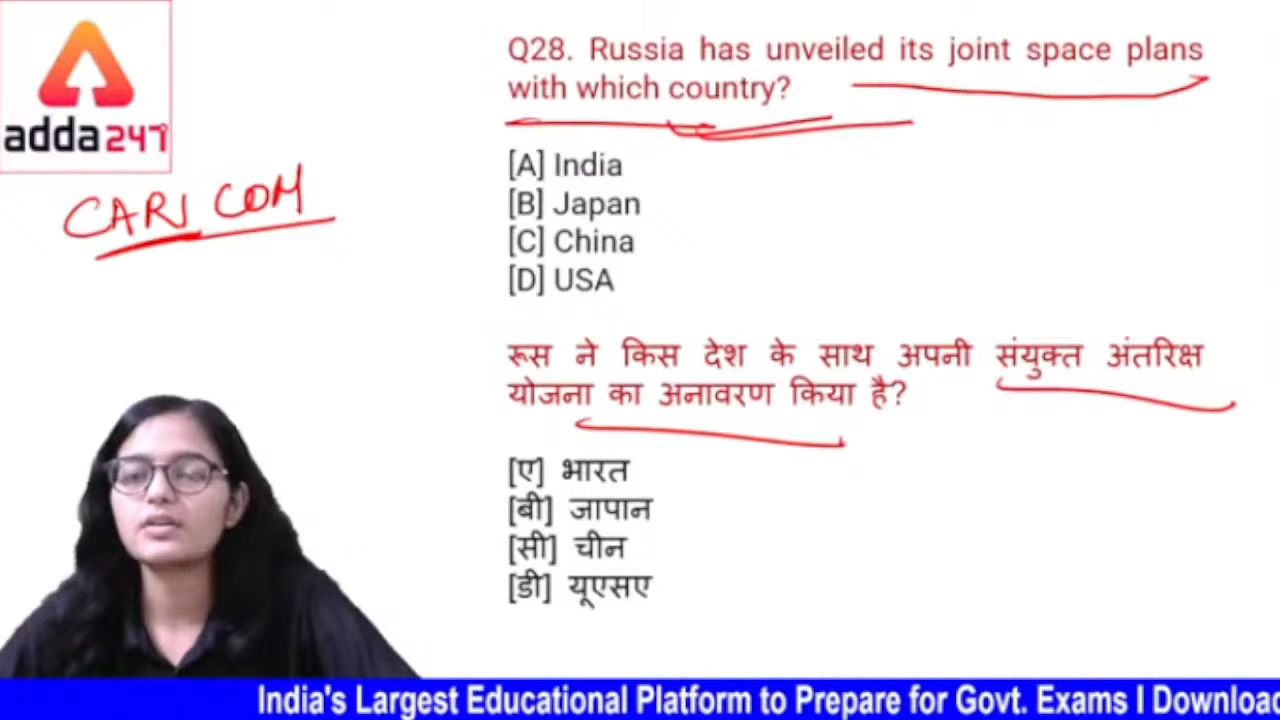 adda247
CARICOM
Q28. Russia has unveiled its joint space plans
with which country?
[A] India
[B] Japan
[C] China
[D] USA
रूस ने किस देश के साथ अपनी संयुक्त अंतरिक्ष
योजना का अनावरण किया है?
[ए] भारत
[बी] जापान
[सी] चीन
[डी] यूएसए
India's Largest Educational Platform to Prepare for Govt. Exams I Download